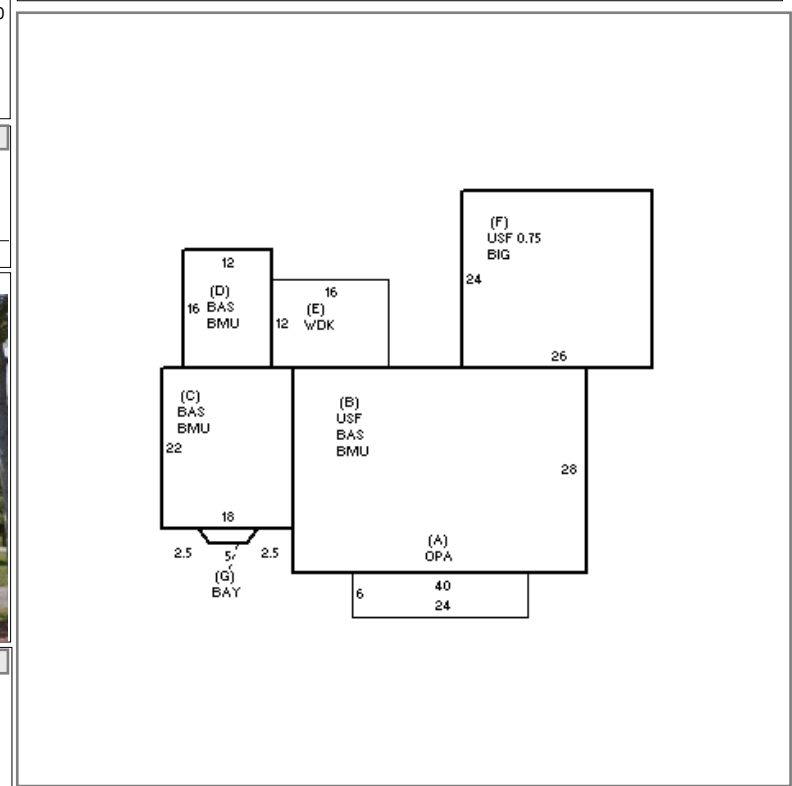 (F)
USF 0.75
BIG
24
26
12
(D)
16 BAS
BMU
16
(E)
12 WDK
(C)
BAS
BMU
22
18
(B)
USF
BAS
BMU
28
(A)
OPA
2.5 5 2.5
(G)
BAY
40
6
24